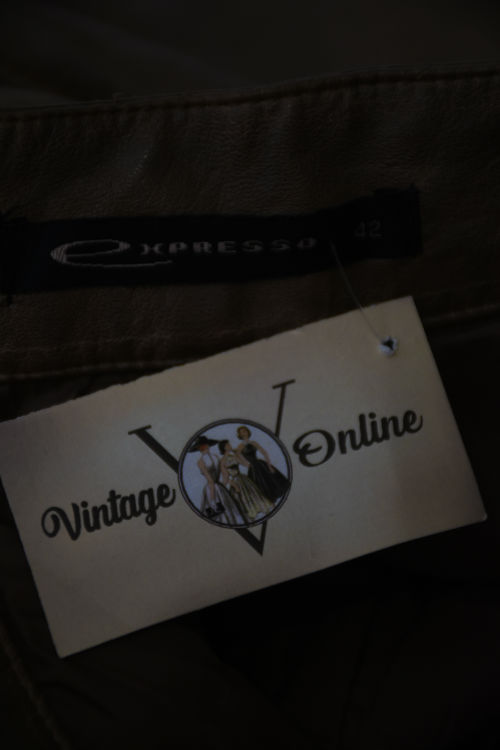 expresso 42
Vintage Online
V